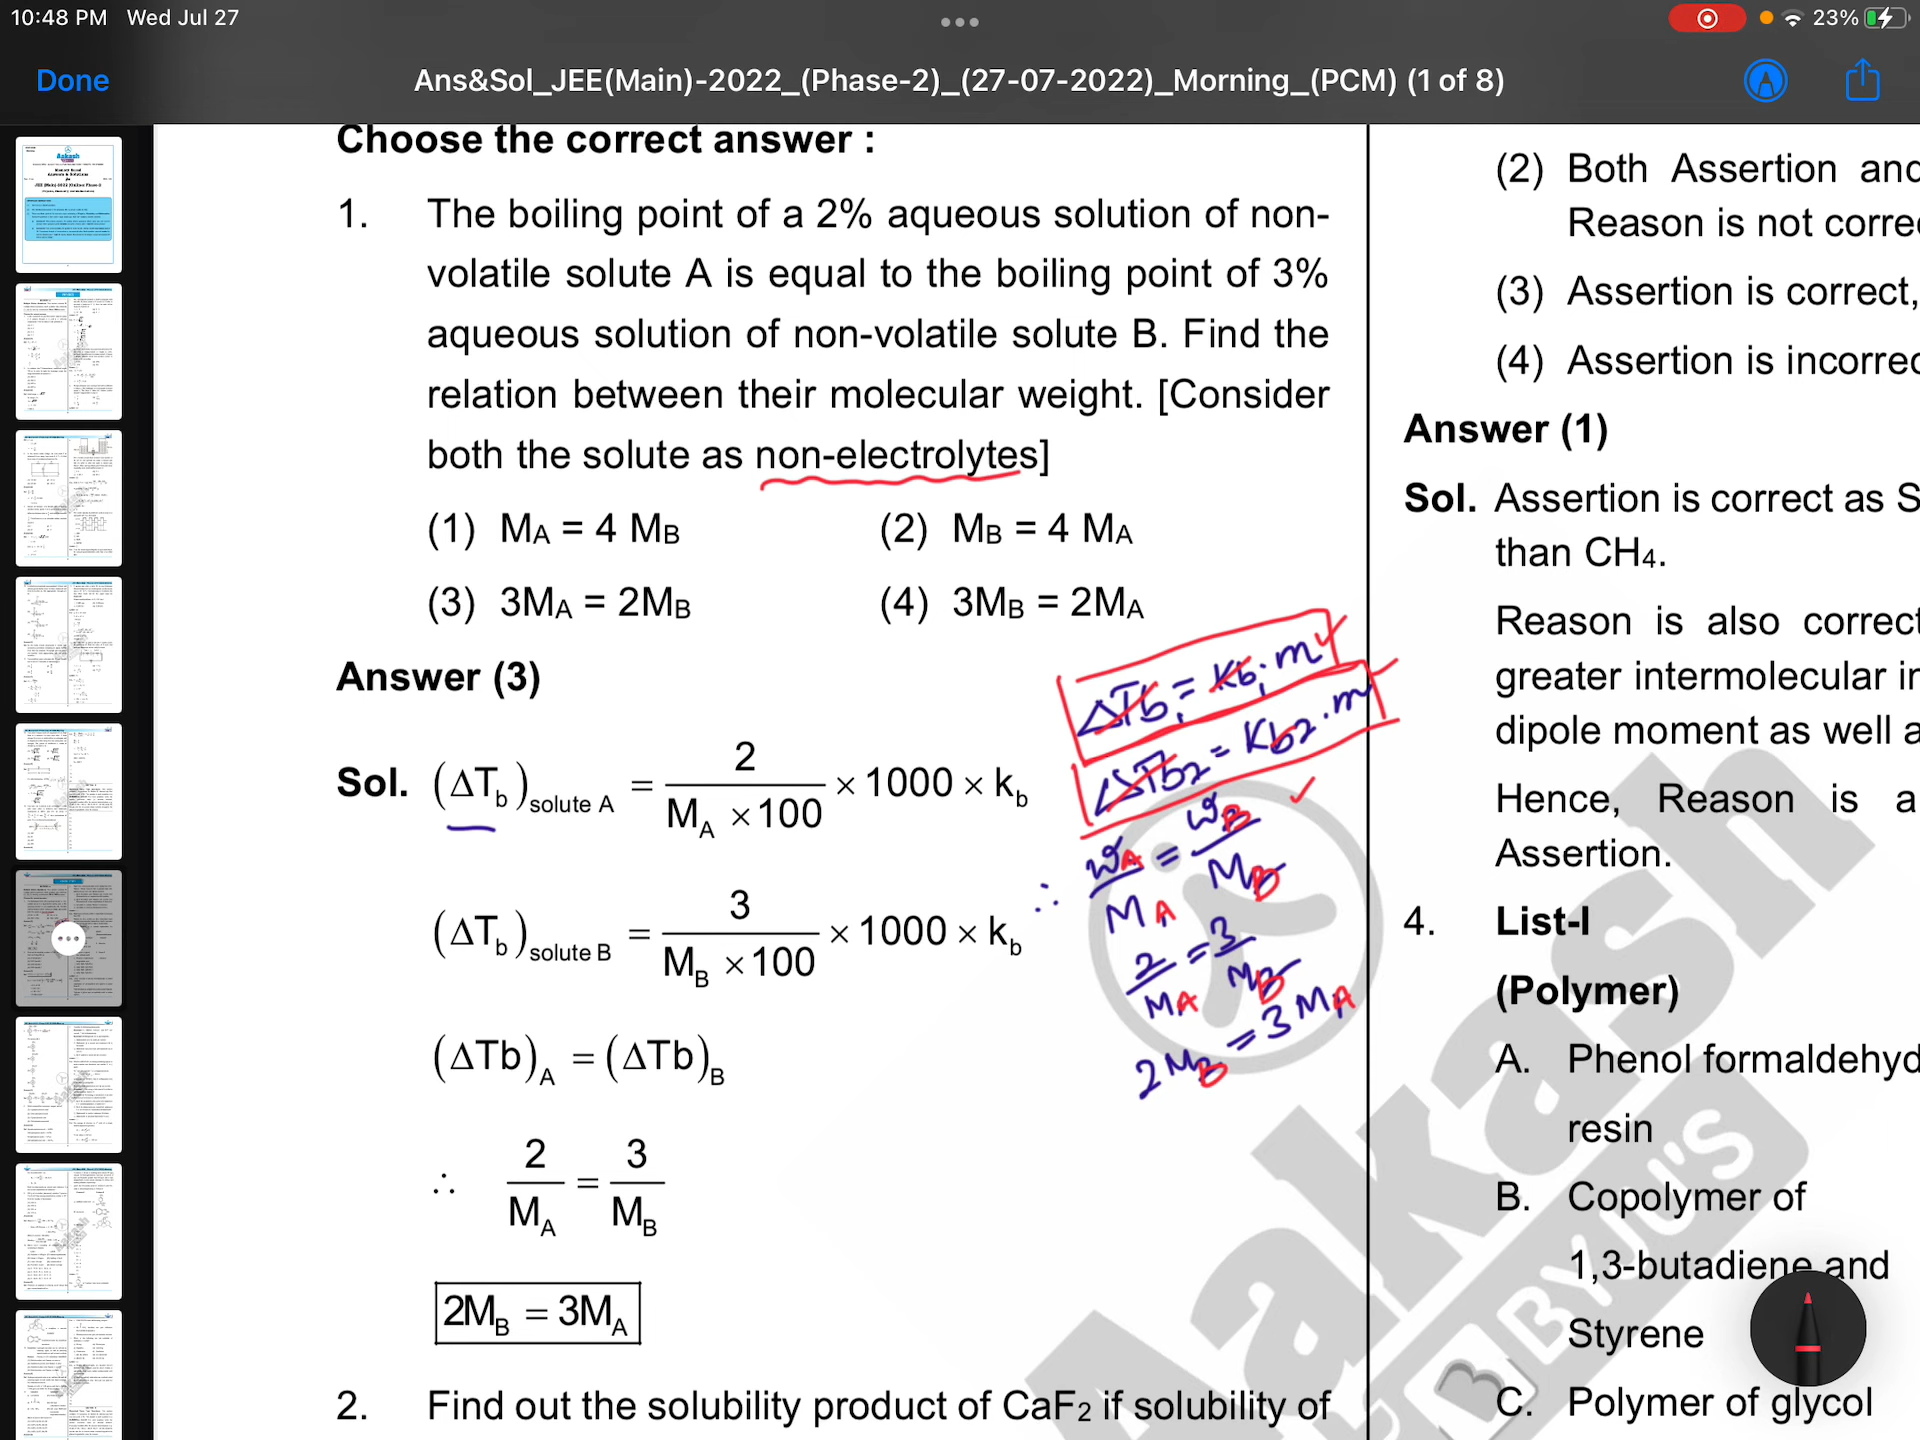 10:48 PM Wed Jul 27
23%
Done
Ans&Sol_JEE(Main)-2022_(Phase-2)_(27-07-2022)_Morning_(PCM) (1 of 8)
Choose the correct answer :
1. The boiling point of a 2% aqueous solution of non-
volatile solute A is equal to the boiling point of 3%
aqueous solution of non-volatile solute B. Find the
relation between their molecular weight. [Consider
both the solute as non-electrolytes]
(1) MA = 4 MB (2) MB = 4 MA
(3) 3MA = 2MB (4) 3MB = 2MA
Answer (3)
Sol. (ΔTb)solute A = 2/(MA ×100) × 1000 × kb
(ΔTb)solute B = 3/(MB ×100) × 1000 × kb
(ΔTb)A = (ΔTb)B
∴ 2/MA = 3/MB
2MB = 3MA
2. Find out the solubility product of CaF2 if solubility of
ΔTb1 = Kb1·m
ΔTb2 = Kb2·m
∴ wA/MA = wB/MB
2/MA = 3/MB
2MB = 3MA
(2) Both Assertion and
Reason is not corre
(3) Assertion is correct,
(4) Assertion is incorrec
Answer (1)
Sol. Assertion is correct as S
than CH4.
Reason is also correct
greater intermolecular in
dipole moment as well a
Hence, Reason is a
Assertion.
4. List-I
(Polymer)
A. Phenol formaldehyd
resin
B. Copolymer of
1,3-butadiene and
Styrene
C. Polymer of glycol
Aakash
BYJU'S